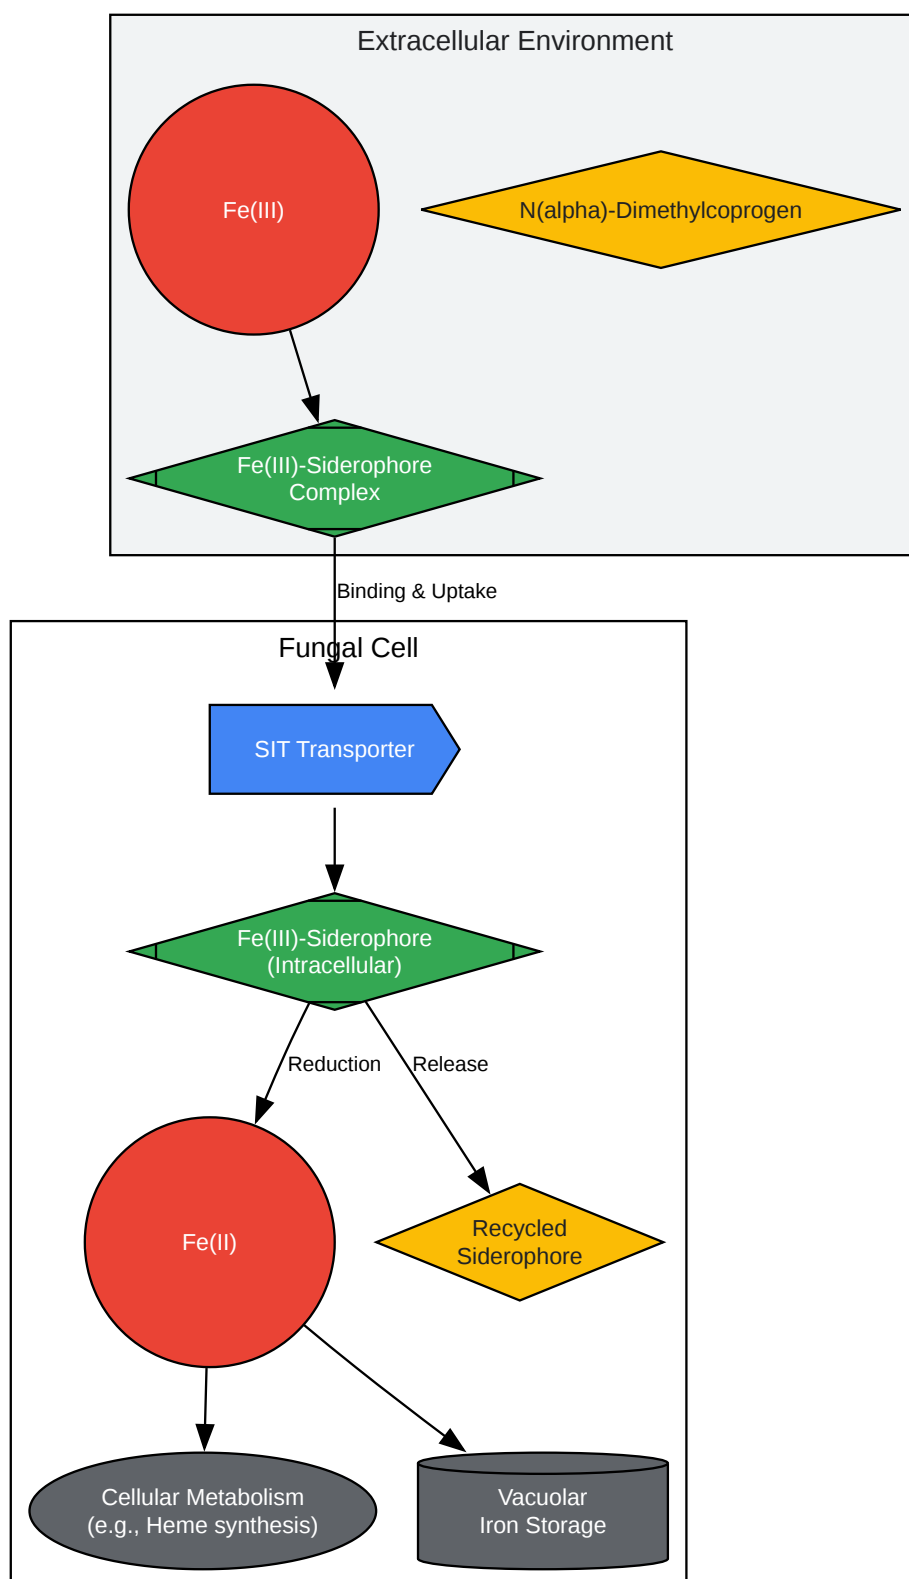 Extracellular Environment
Fe(III)
N(alpha)-Dimethylcoprogen
Fe(III)-Siderophore
Complex
Binding & Uptake
Fungal Cell
SIT Transporter
Fe(III)-Siderophore
(Intracellular)
Reduction
Release
Fe(II)
Recycled
Siderophore
Cellular Metabolism
(e.g., Heme synthesis)
Vacuolar
Iron Storage